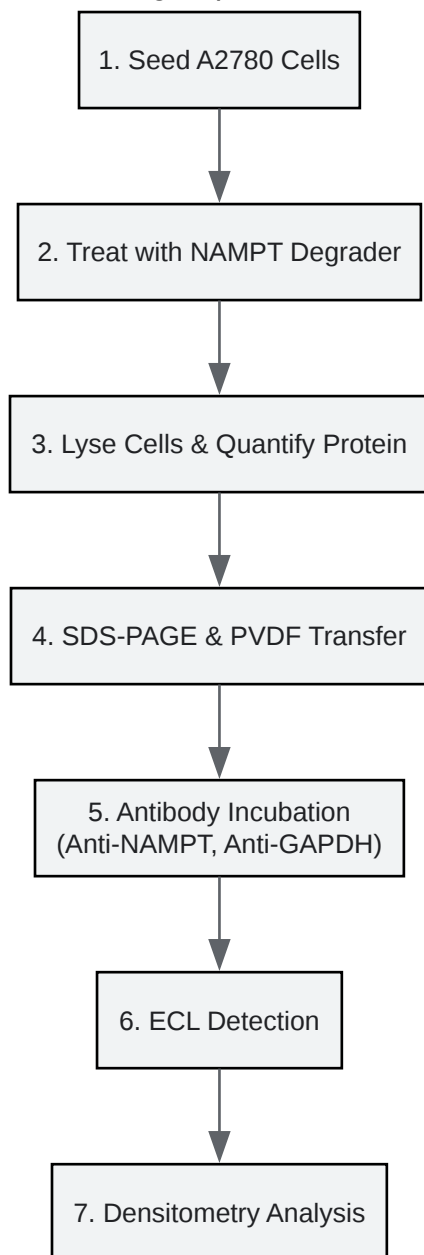 1. Seed A2780 Cells
2. Treat with NAMPT Degrader
3. Lyse Cells & Quantify Protein
4. SDS-PAGE & PVDF Transfer
5. Antibody Incubation
(Anti-NAMPT, Anti-GAPDH)
6. ECL Detection
7. Densitometry Analysis